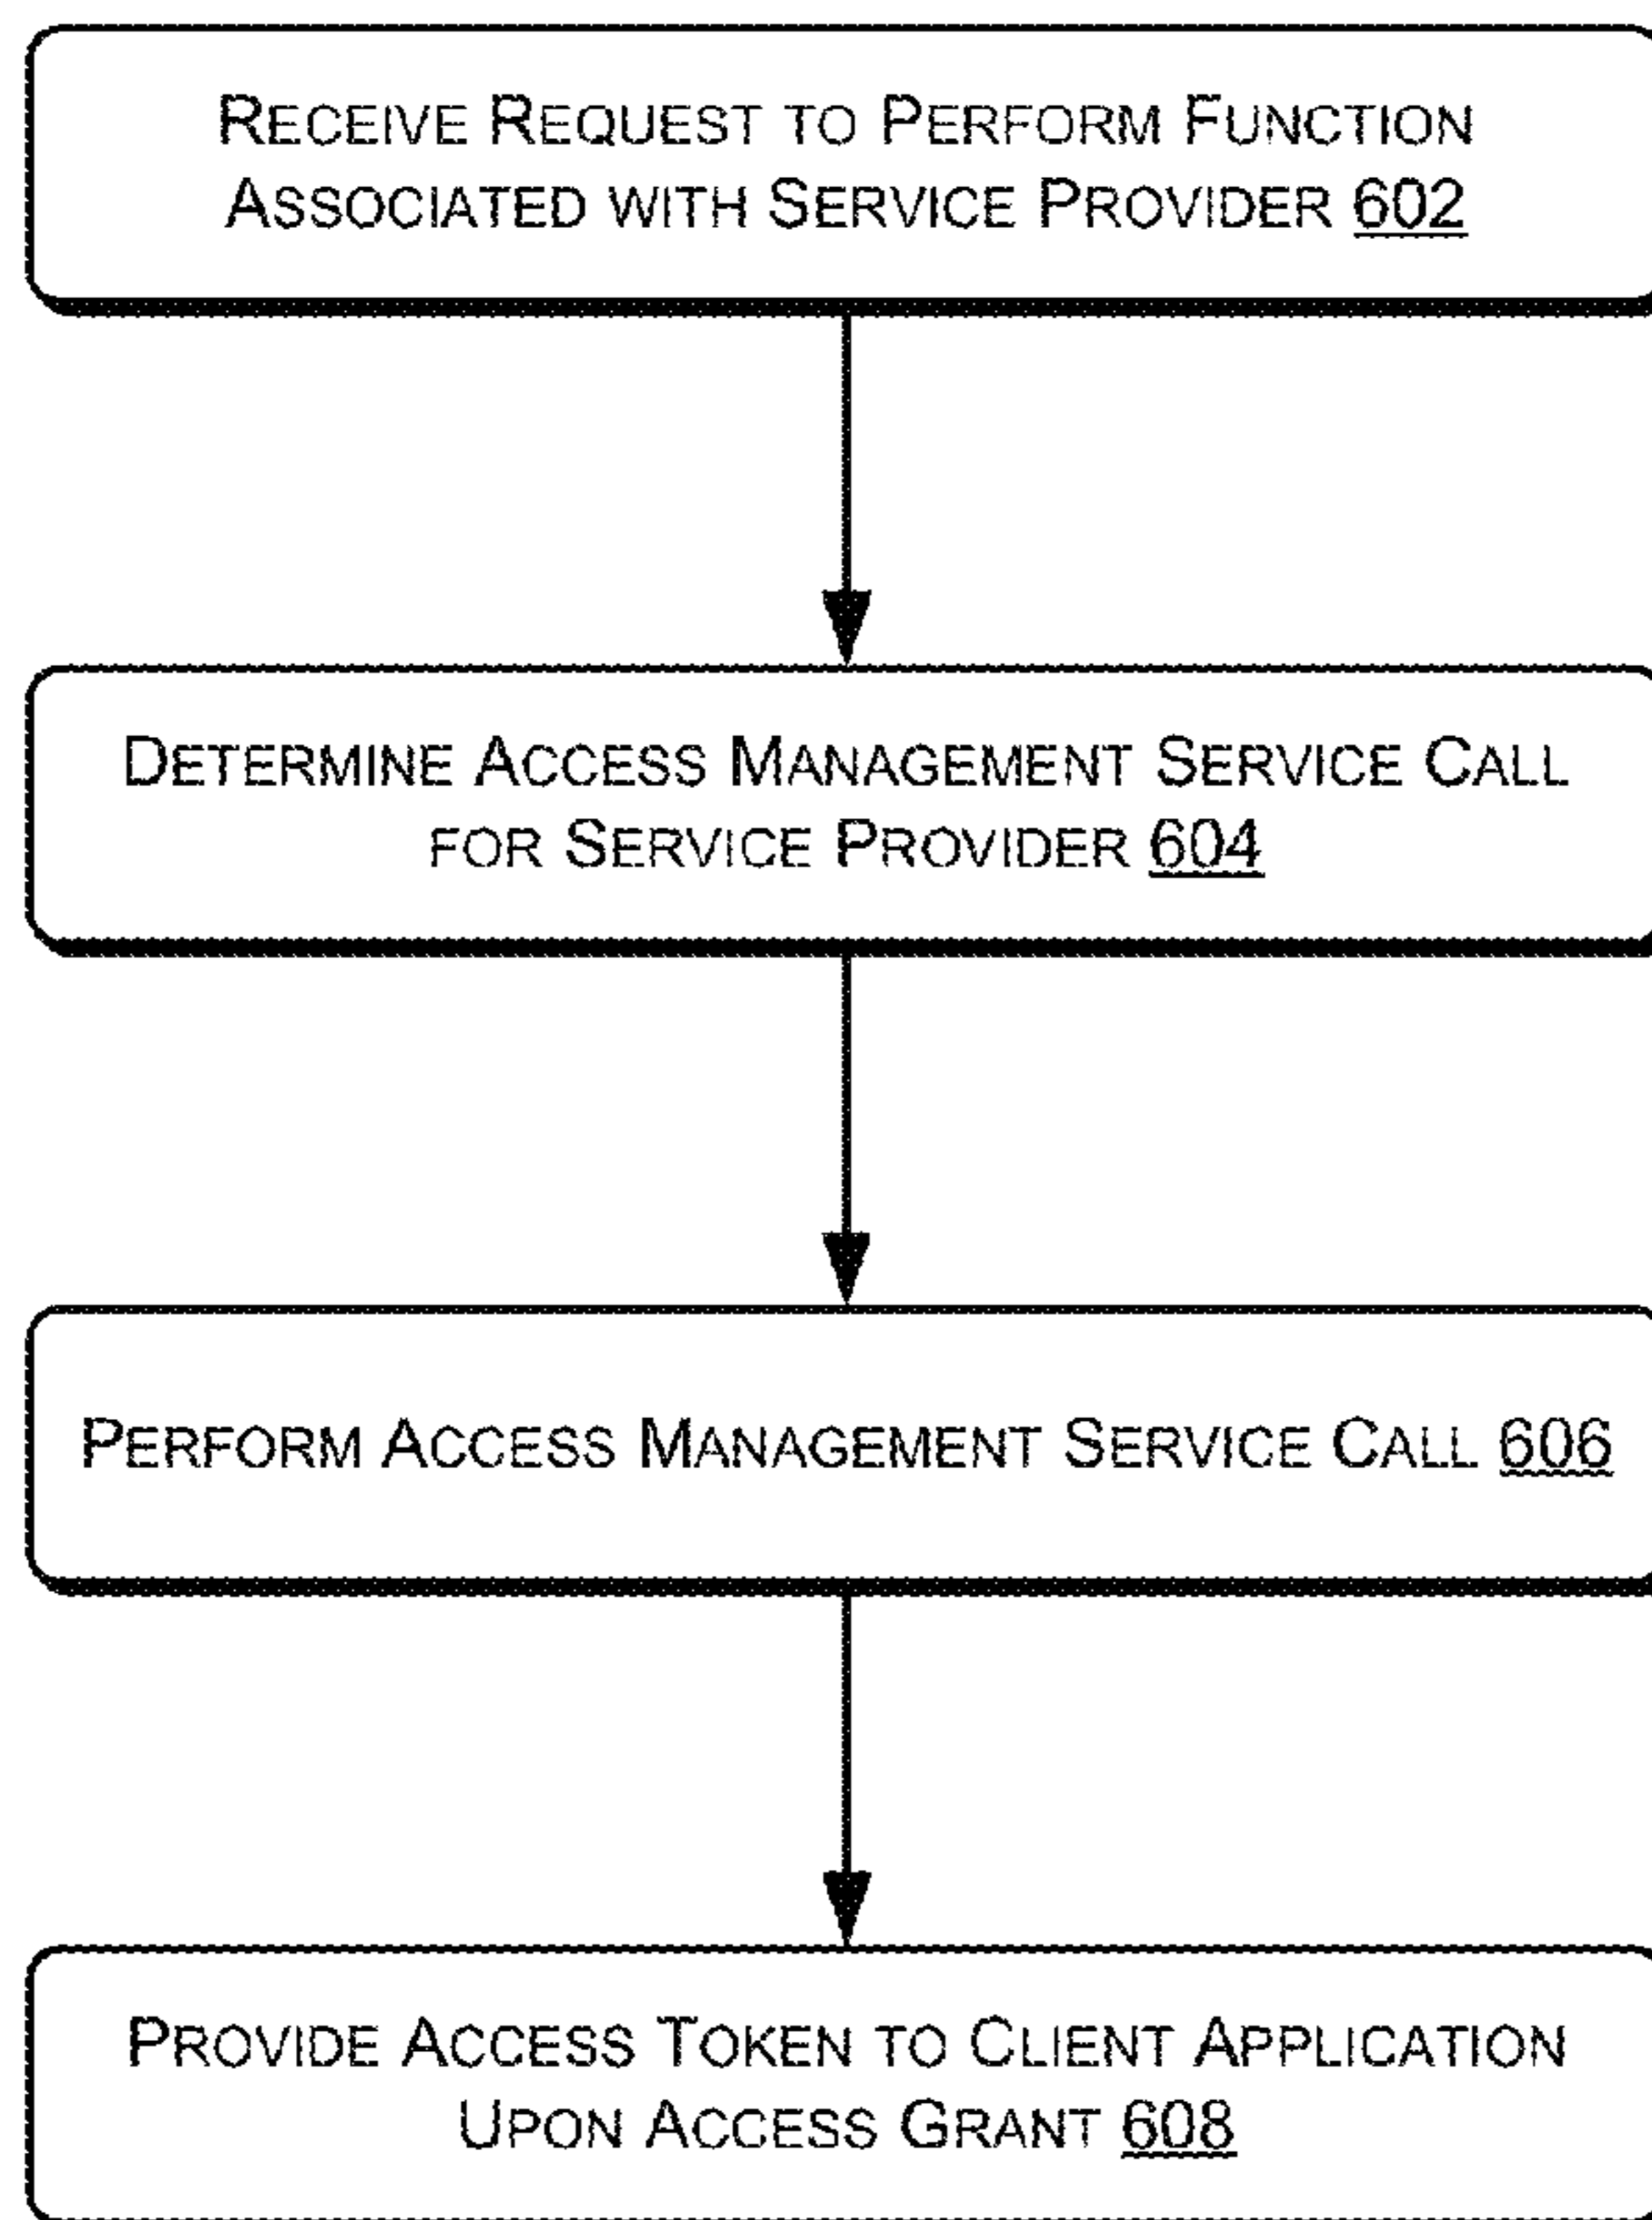 RECEIVE REQUEST TO PERFORM FUNCTION
ASSOCIATED WITH SERVICE PROVIDER 602
DETERMINE ACCESS MANAGEMENT SERVICE CALL
FOR SERVICE PROVIDER 604
PERFORM ACCESS MANAGEMENT SERVICE CALL 606
PROVIDE ACCESS TOKEN TO CLIENT APPLICATION
UPON ACCESS GRANT 608